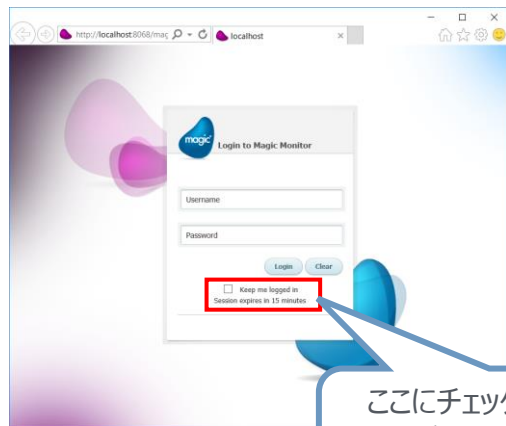 http://localhost:8068/mag
localhost
magic
Login to Magic Monitor
Username
Password
Login Clear
Keep me logged in
Session expires in 15 minutes
ここにチェック